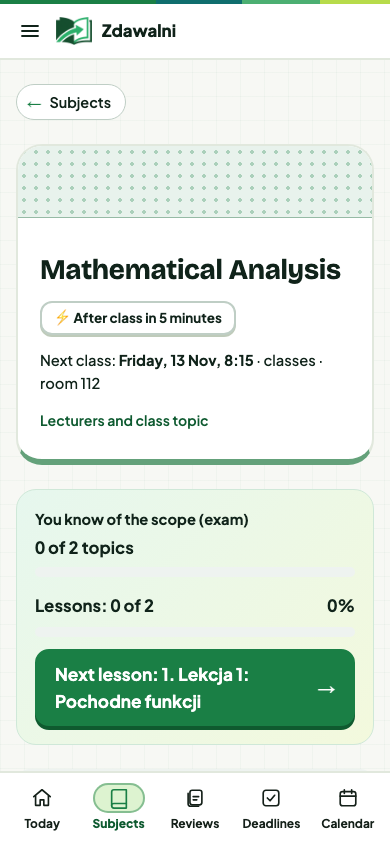 Zdawalni
← Subjects
Mathematical Analysis
⚡ After class in 5 minutes
Next class: Friday, 13 Nov, 8:15 · classes ·
room 112
Lecturers and class topic
You know of the scope (exam)
0 of 2 topics
Lessons: 0 of 2 0%
Next lesson: 1. Lekcja 1: →
Pochodne funkcji
Today Subjects Reviews Deadlines Calendar